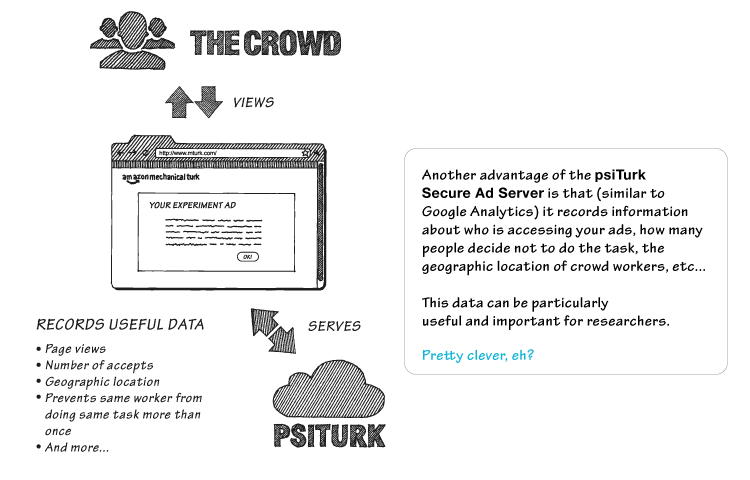 THE CROWD
VIEWS
http://www.mturk.com/
amazonmechanical turk
YOUR EXPERIMENT AD
OK!
RECORDS USEFUL DATA
• Page views
• Number of accepts
• Geographic location
• Prevents same worker from
doing same task more than
once
• And more...
SERVES
PSITURK
Another advantage of the psiTurk
Secure Ad Server is that (similar to
Google Analytics) it records information
about who is accessing your ads, how many
people decide not to do the task, the
geographic location of crowd workers, etc...
This data can be particularly
useful and important for researchers.
Pretty clever, eh?